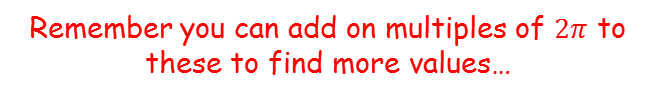 Remember you can add on multiples of 2π to
these to find more values...